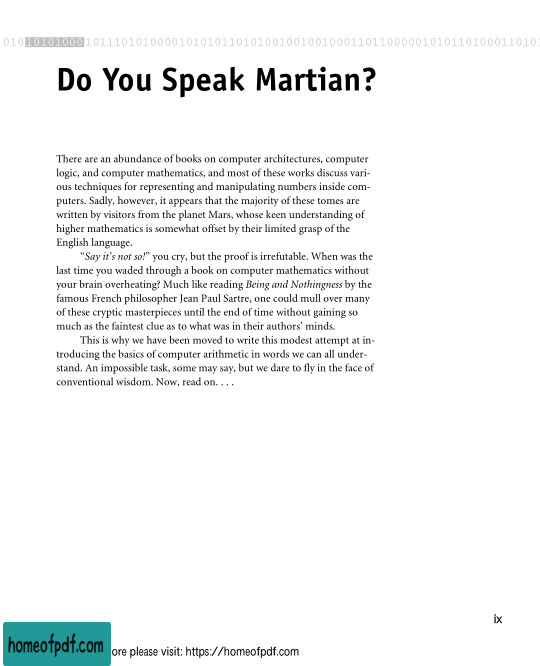 Do You Speak Martian?
There are an abundance of books on computer architectures, computer
logic, and computer mathematics, and most of these works discuss vari-
ous techniques for representing and manipulating numbers inside com-
puters. Sadly, however, it appears that the majority of these tomes are
written by visitors from the planet Mars, whose keen understanding of
higher mathematics is somewhat offset by their limited grasp of the
English language.
“Say it's not so!” you cry, but the proof is irrefutable. When was the
last time you waded through a book on computer mathematics without
your brain overheating? Much like reading Being and Nothingness by the
famous French philosopher Jean Paul Sartre, one could mull over many
of these cryptic masterpieces until the end of time without gaining so
much as the faintest clue as to what was in their authors' minds.
This is why we have been moved to write this modest attempt at in-
troducing the basics of computer arithmetic in words we can all under-
stand. An impossible task, some may say, but we dare to fly in the face of
conventional wisdom. Now, read on. . . .
ix
homeofpdf.com
ore please visit: https://homeofpdf.com